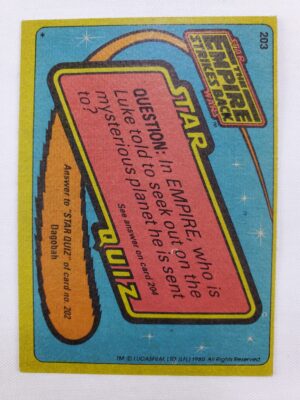 203
STAR
THE
EMPIRE
STRIKES BACK
WARS
TM
STAR
QUESTION: In EMPIRE, who is
Luke told to seek out on the
mysterious planet he is sent
to?
See answer on card 204
QUIZ
Answer to "STAR QUIZ" of card no. 202
Dagobah
*
TM © LUCASFILM LTD (LFL) 1980 All Rights Reserved